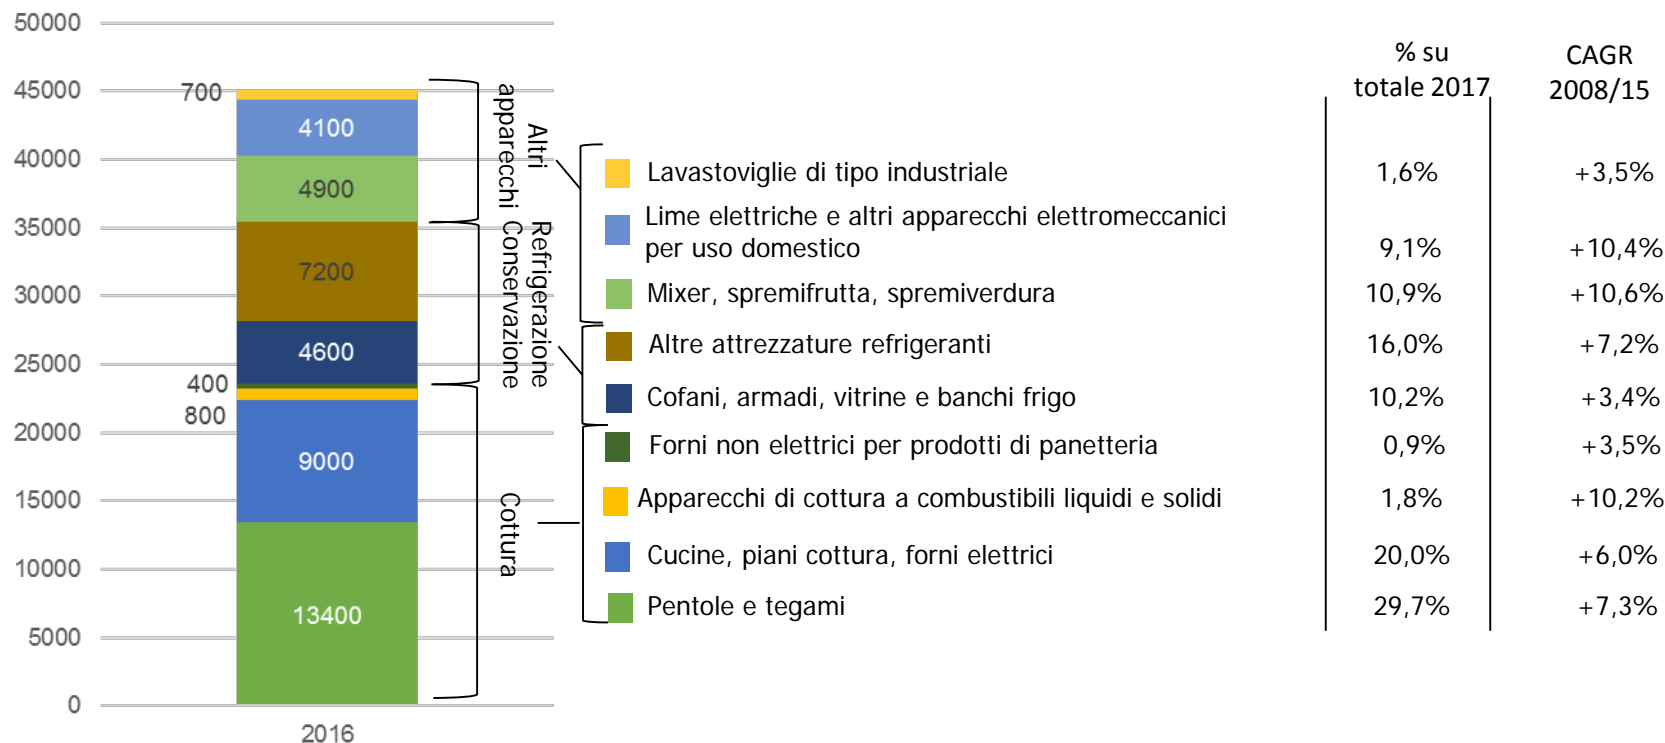 50000
45000
40000
35000
30000
25000
20000
15000
10000
5000
0
700
4100
4900
7200
4600
400
800
9000
13400
2016
Altri
apparecchi
Refrigerazione
Conservazione
Cottura
% su
totale 2017
CAGR
2008/15
Lavastoviglie di tipo industriale 1,6% +3,5%
Lime elettriche e altri apparecchi elettromeccanici
per uso domestico 9,1% +10,4%
Mixer, spremifrutta, spremiverdura 10,9% +10,6%
Altre attrezzature refrigeranti 16,0% +7,2%
Cofani, armadi, vitrine e banchi frigo 10,2% +3,4%
Forni non elettrici per prodotti di panetteria 0,9% +3,5%
Apparecchi di cottura a combustibili liquidi e solidi 1,8% +10,2%
Cucine, piani cottura, forni elettrici 20,0% +6,0%
Pentole e tegami 29,7% +7,3%